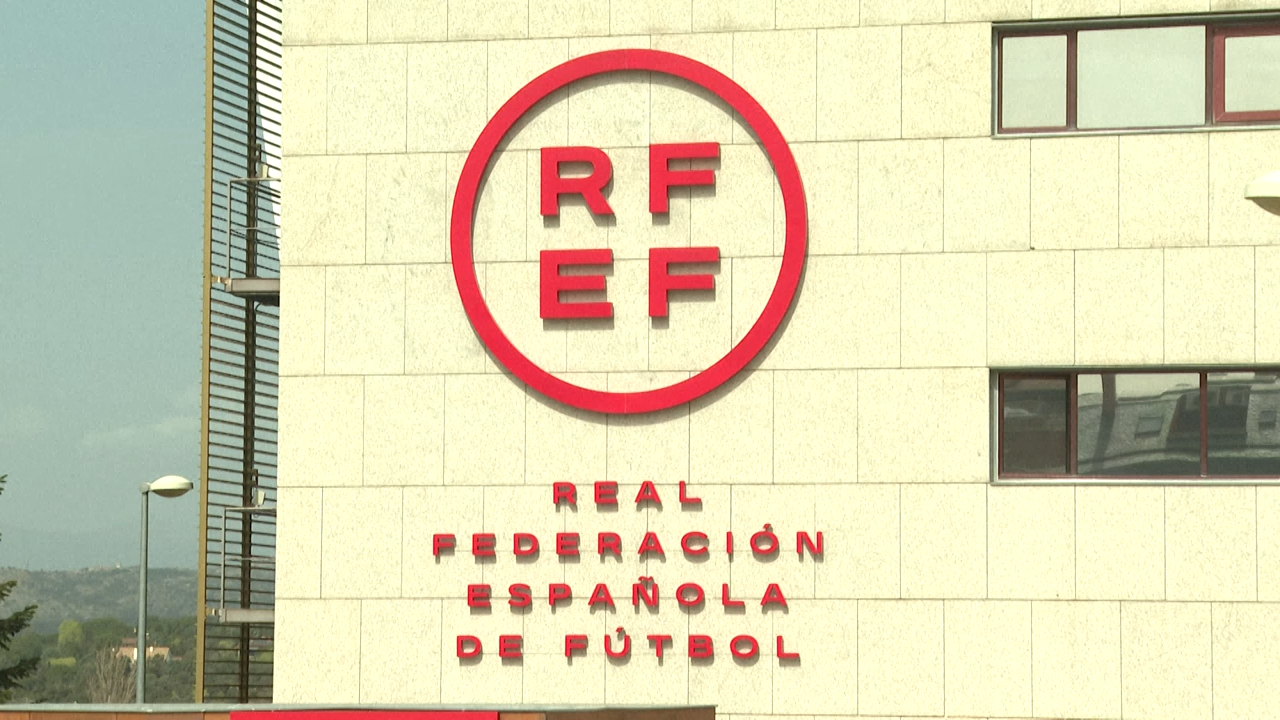 RF
EF
REAL
FEDERACIÓN
ESPAÑOLA
DE FÚTBOL